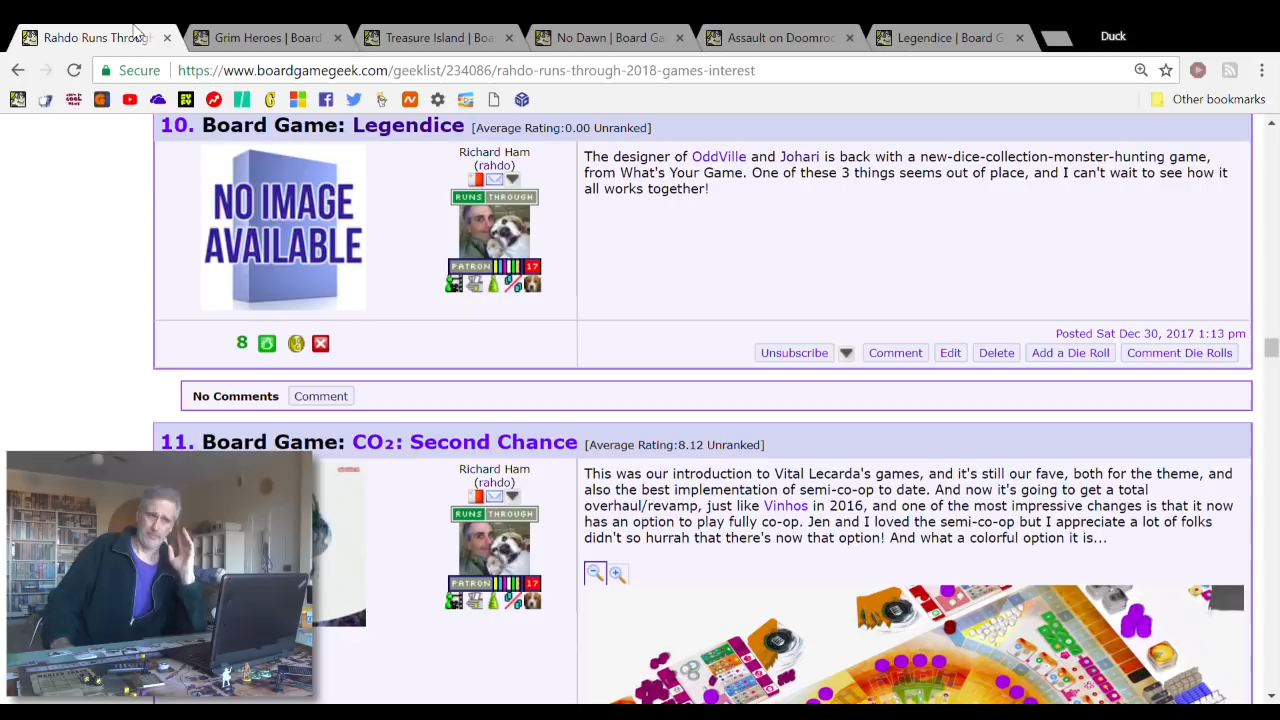 Rahdo Runs Through
Grim Heroes | Board
Treasure Island | Boa
No Dawn | Board Ga
Assault on Doomroc
Legendice | Board G
Duck
Secure
https://www.boardgamegeek.com/geeklist/234086/rahdo-runs-through-2018-games-interest
Other bookmarks
10. Board Game: Legendice [Average Rating:0.00 Unranked]
NO IMAGE
AVAILABLE
Richard Ham
(rahdo)
RUNS THROUGH
PATRON 17
The designer of OddVille and Johari is back with a new-dice-collection-monster-hunting game,
from What's Your Game. One of these 3 things seems out of place, and I can't wait to see how it
all works together!
8
Posted Sat Dec 30, 2017 1:13 pm
Unsubscribe Comment Edit Delete Add a Die Roll Comment Die Rolls
No Comments Comment
11. Board Game: CO₂: Second Chance [Average Rating:8.12 Unranked]
Richard Ham
(rahdo)
RUNS THROUGH
PATRON 17
This was our introduction to Vital Lecarda's games, and it's still our fave, both for the theme, and
also the best implementation of semi-co-op to date. And now it's going to get a total
overhaul/revamp, just like Vinhos in 2016, and one of the most impressive changes is that it now
has an option to play fully co-op. Jen and I loved the semi-co-op but I appreciate a lot of folks
didn't so hurrah that there's now that option! And what a colorful option it is...